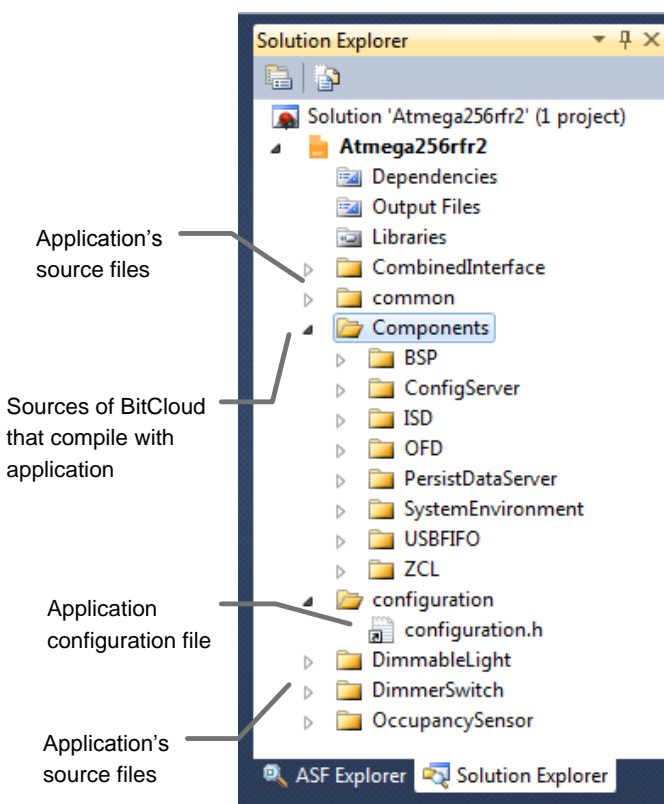 Solution Explorer
Solution 'Atmega256rfr2' (1 project)
Atmega256rfr2
Dependencies
Output Files
Libraries
Application’s
source files
CombinedInterface
common
Components
BSP
ConfigServer
Sources of BitCloud
that compile with
application
ISD
OFD
PersistDataServer
SystemEnvironment
USBFIFO
ZCL
Application
configuration file
configuration
configuration.h
DimmableLight
DimmerSwitch
OccupancySensor
Application’s
source files
ASF Explorer
Solution Explorer